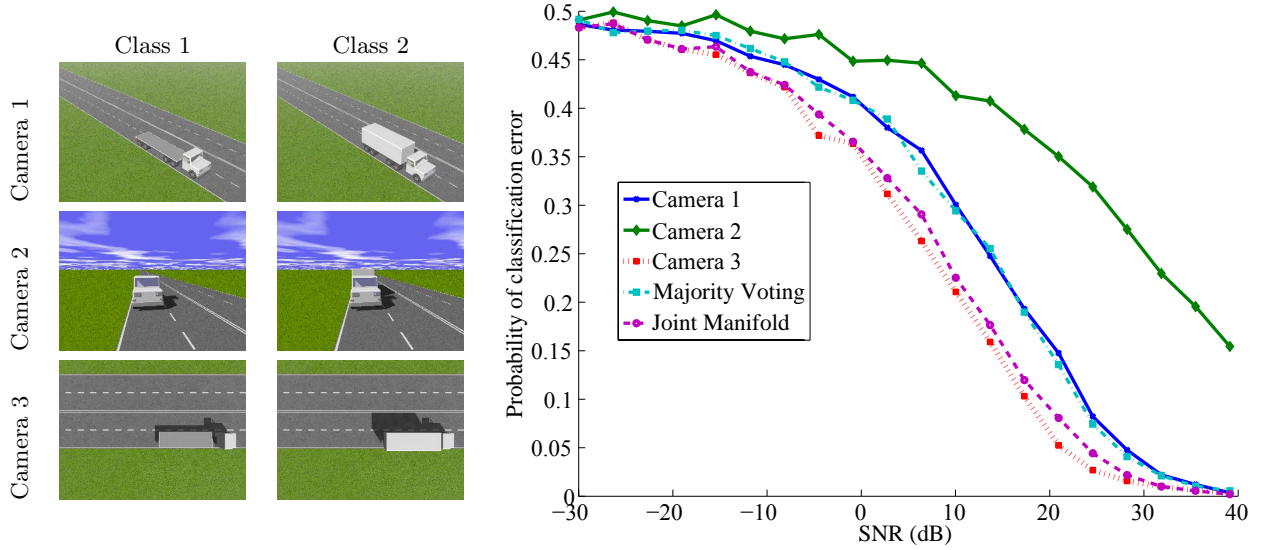 Class 1
Class 2
Camera 1
Camera 2
Camera 3
Probability of classification error
0.5
0.45
0.4
0.35
0.3
0.25
0.2
0.15
0.1
0.05
0
−30
−20
−10
0
10
20
30
40
SNR (dB)
Camera 1
Camera 2
Camera 3
Majority Voting
Joint Manifold